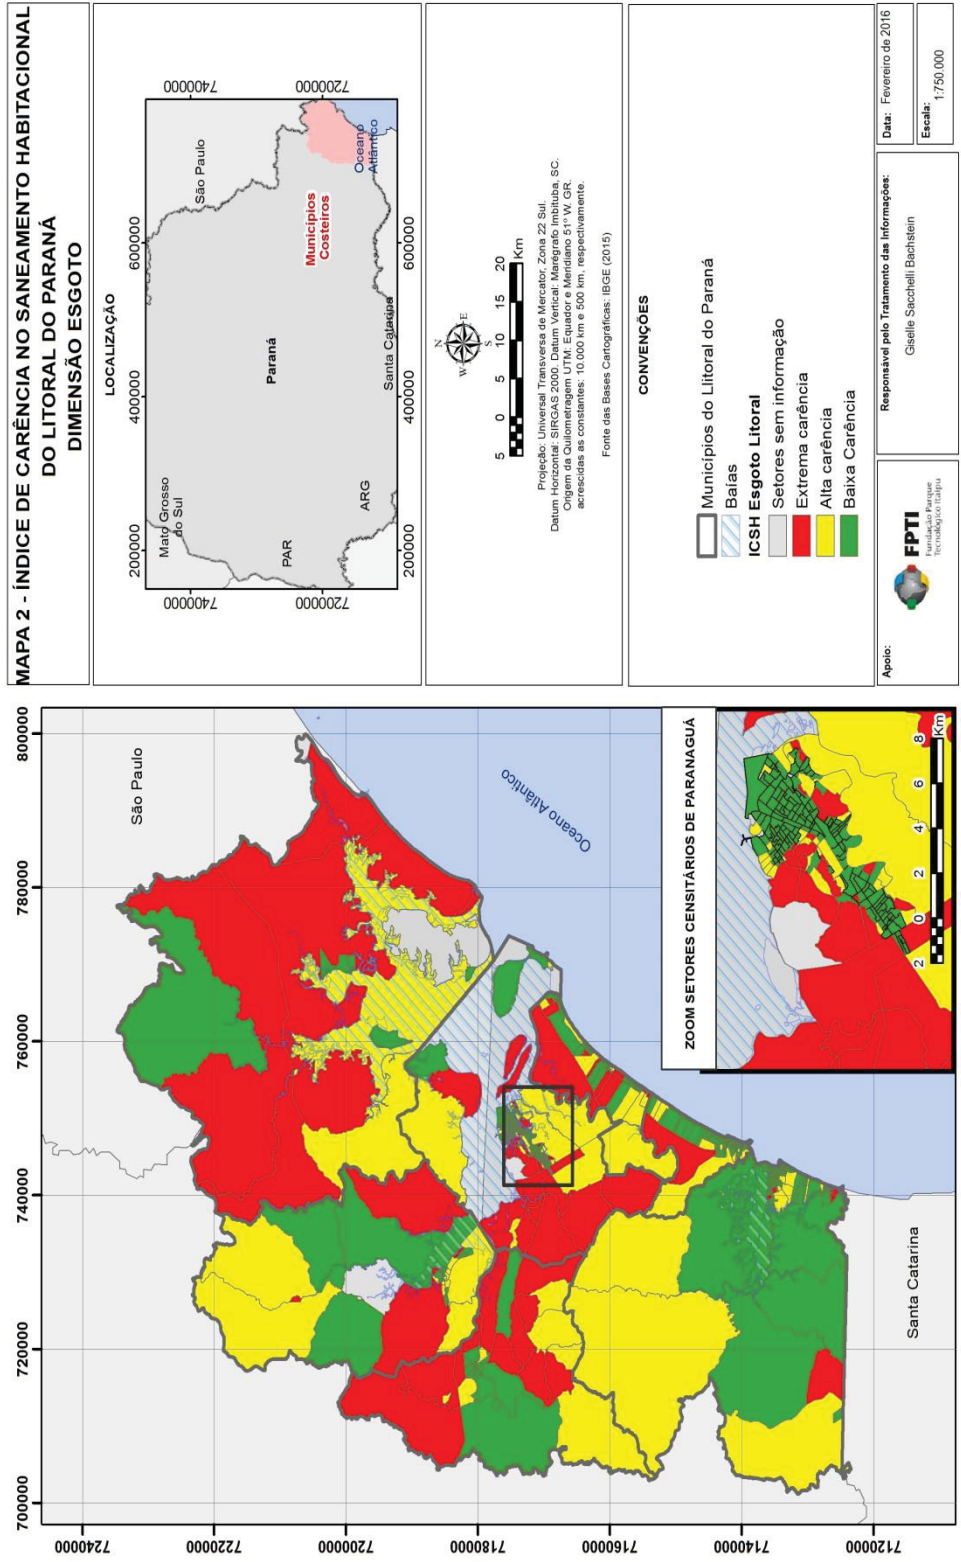 MAPA 2 - ÍNDICE DE CARÊNCIA NO SANEAMENTO HABITACIONAL
DO LITORAL DO PARANÁ
DIMENSÃO ESGOTO
LOCALIZAÇÃO
200000
400000
600000
7400000
7200000
Mato Grosso
do Sul
São Paulo
Paraná
Municípios
Costeiros
PAR
ARG
Santa Catarina
Oceano
Atlântico
7400000
7200000
200000
400000
600000
N
W
E
S
5
0
5
10
15
20
Km
Projeção: Universal Transversa de Mercator, Zona 22 Sul.
Datum Horizontal: SIRGAS 2000. Datum Vertical: Marégrafo Imbituba, SC.
Origem da Quilometragem UTM: Equador e Meridiano 51º W. GR.
acrescidas as constantes: 10.000 km e 500 km, respectivamente.
Fonte das Bases Cartográficas: IBGE (2015)
CONVENÇÕES
Municípios do Llitoral do Paraná
Baías
ICSH Esgoto Litoral
Setores sem informação
Extrema carência
Alta carência
Baixa Carência
Apoio:
FPTI
Fundação Parque
Tecnológico Itaipu
Responsável pelo Tratamento das Informações:
Giselle Sacchelli Bachstein
Data: Fevereiro de 2016
Escala:
1:750.000
700000
720000
740000
760000
780000
800000
7240000
7220000
7200000
7180000
7160000
7140000
7120000
São Paulo
Oceano Atlântico
Santa Catarina
ZOOM SETORES CENSITÁRIOS DE PARANAGUÁ
2
0
2
4
6
8
Km